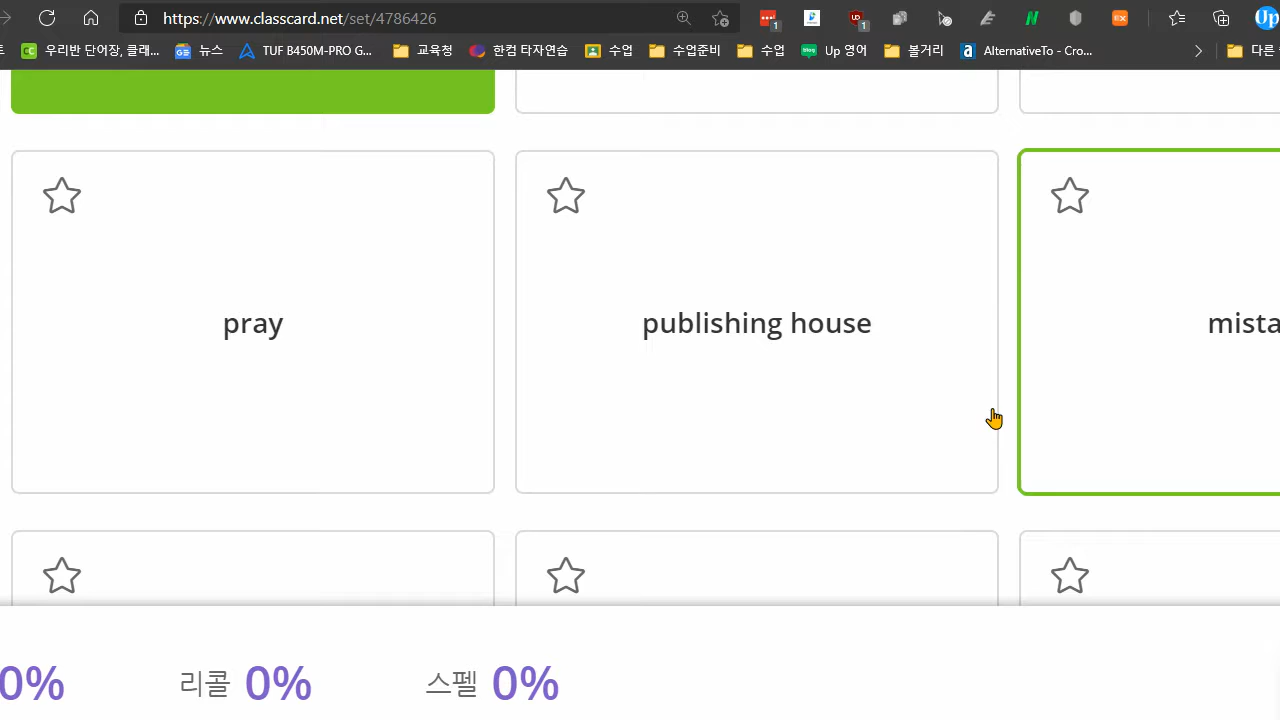 https://www.classcard.net/set/4786426
트 우리반 단어장, 클래... 뉴스 TUF B450M-PRO G... 교육청 한컴 타자연습 수업 수업준비 수업 Up 영어 볼거리 AlternativeTo - Cro... 다른
pray
publishing house
mista
0% 리콜 0% 스펠 0%